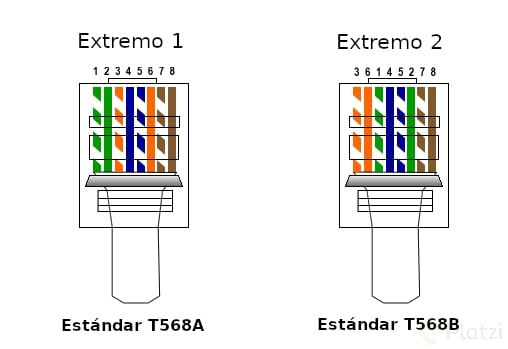 Extremo 1
Extremo 2
1 2 3 4 5 6 7 8
3 6 1 4 5 2 7 8
Estándar T568A
Estándar T568B
Platzi